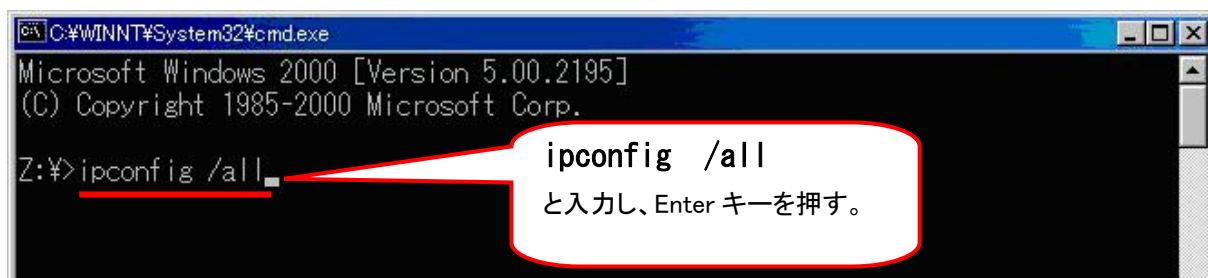 C:¥WINNT¥System32¥cmd.exe
Microsoft Windows 2000 [Version 5.00.2195]
(C) Copyright 1985-2000 Microsoft Corp.
Z:¥>ipconfig /all
ipconfig /all
と入力し、Enter キーを押す。